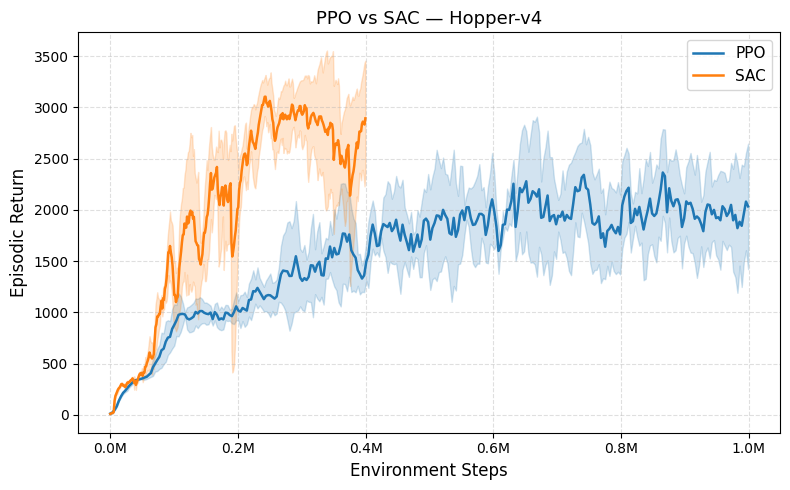 PPO vs SAC — Hopper-v4
PPO
SAC
Episodic Return
3500
3000
2500
2000
1500
1000
500
0
0.0M 0.2M 0.4M 0.6M 0.8M 1.0M
Environment Steps